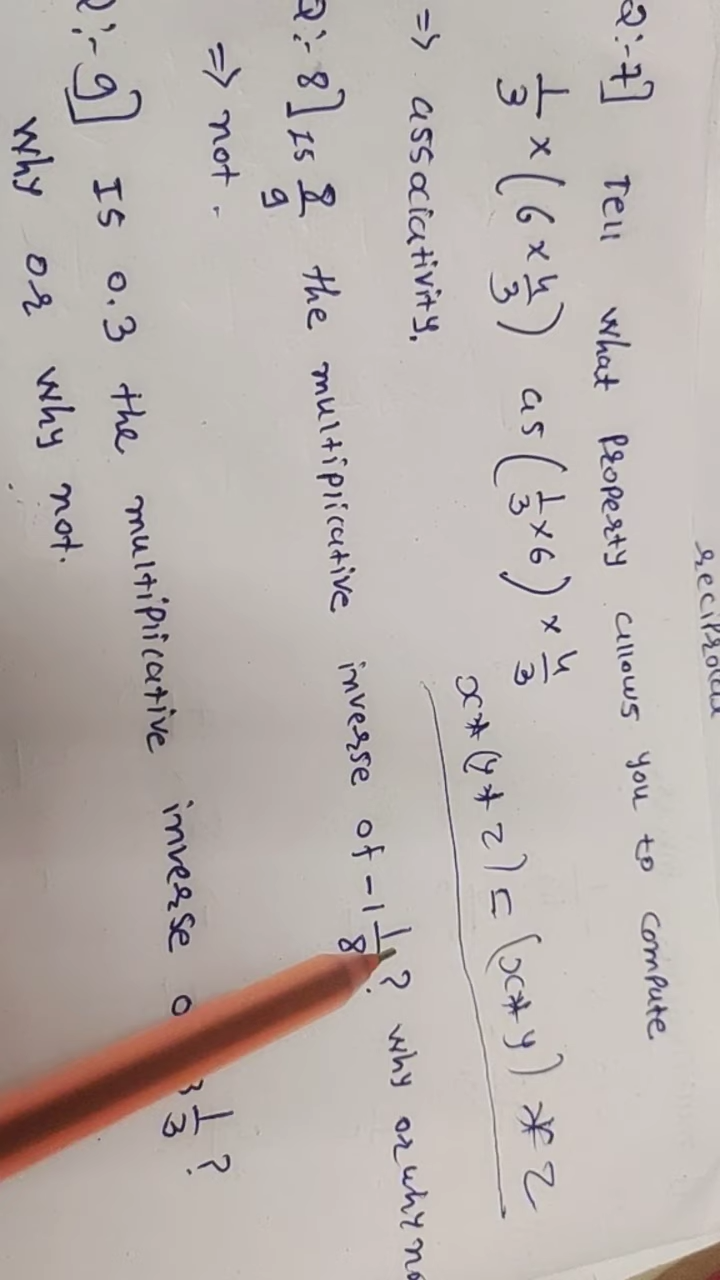 reciprocal
Q:-7] Tell what property allows you to compute
1/3 × (6 × 4/3) as (1/3 × 6) × 4/3
x*(y*z) = (x*y)*z
=> associativity.
Q:-8] Is 8/9 the multiplicative inverse of -1 1/8? why or why
=> not.
Q:-9] Is 0.3 the multiplicative inverse 3 1/3?
why or why not.